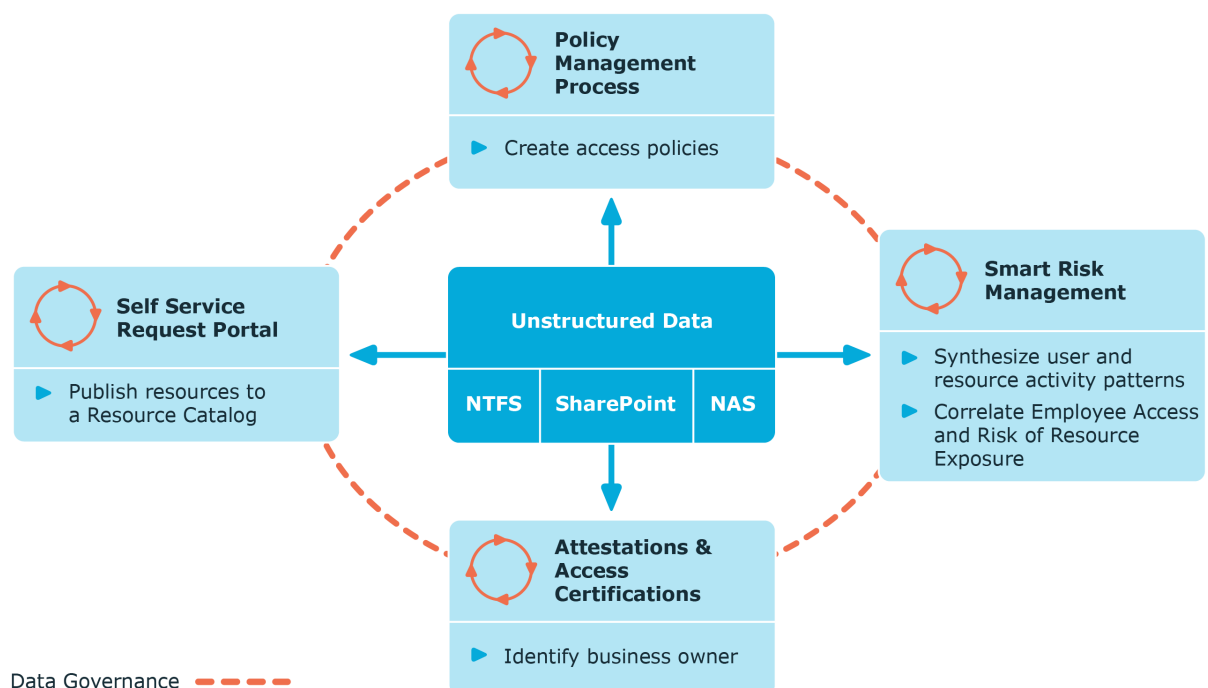 Policy
Management
Process
Create access policies
Self Service
Request Portal
Publish resources to
a Resource Catalog
Unstructured Data
NTFS
SharePoint
NAS
Smart Risk
Management
Synthesize user and
resource activity patterns
Correlate Employee Access
and Risk of Resource
Exposure
Attestations &
Access
Certifications
Identify business owner
Data Governance